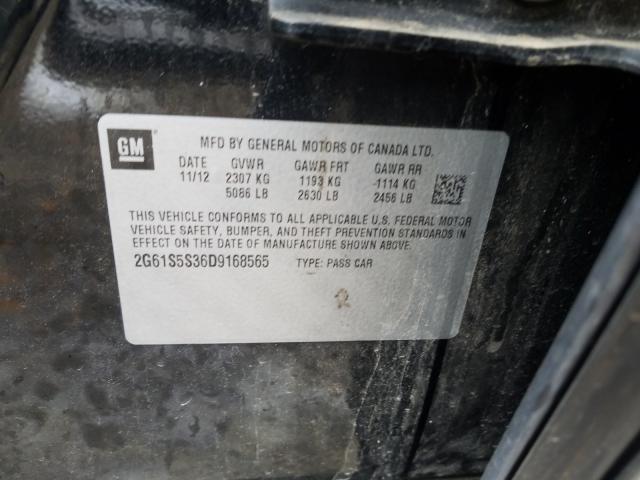 GM
MFD BY GENERAL MOTORS OF CANADA LTD.
DATE GVWR GAWR FRT GAWR RR
11/12 2307 KG 1193 KG 1114 KG
5086 LB 2630 LB 2456 LB
THIS VEHICLE CONFORMS TO ALL APPLICABLE U.S. FEDERAL MOTOR
VEHICLE SAFETY, BUMPER, AND THEFT PREVENTION STANDARDS IN
EFFECT ON THE DATE OF MANUFACTURE SHOWN ABOVE.
2G61S5S36D9168565 TYPE: PASS CAR